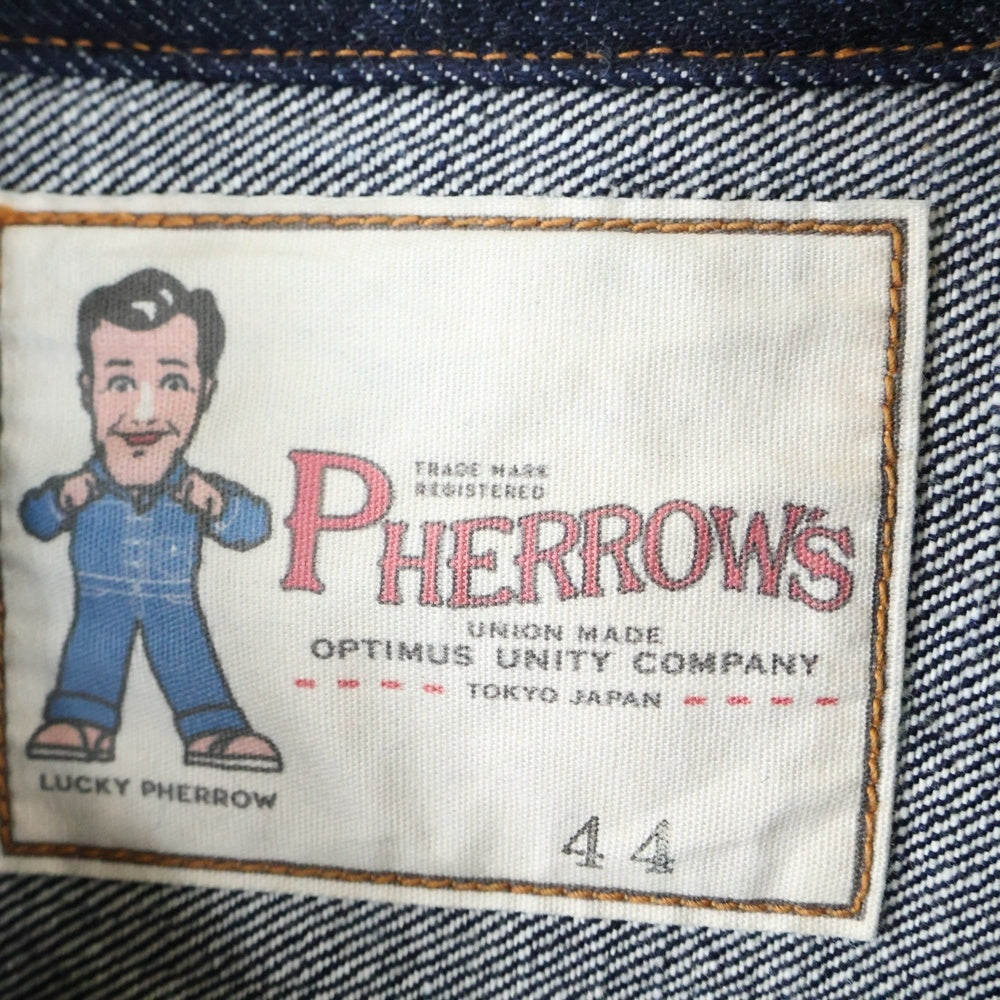 TRADE MARK
REGISTERED
PHERROW'S
UNION MADE
OPTIMUS UNITY COMPANY
TOKYO JAPAN
LUCKY PHERROW
44